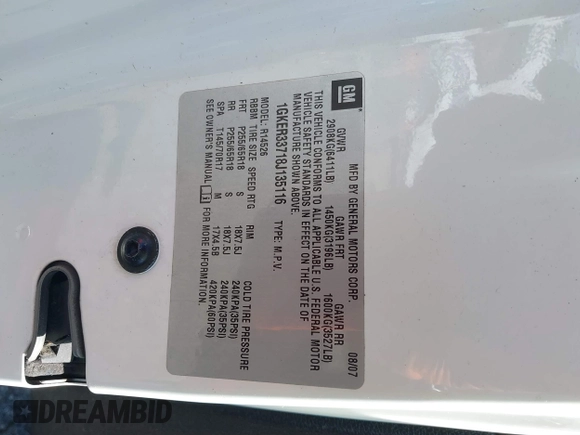 GM
MFD BY GENERAL MOTORS CORP.
08/07
GVWR GAWR FRT GAWR RR
2908KG(6411LB) 1450KG(3196LB) 1600KG(3527LB)
THIS VEHICLE CONFORMS TO ALL APPLICABLE U.S. FEDERAL MOTOR
VEHICLE SAFETY STANDARDS IN EFFECT ON THE DATE OF
MANUFACTURE SHOWN ABOVE.
1GKER33718J135116 TYPE: M.P.V.
MODEL: R14526
RBBM TIRE SIZE SPEED RTG RIM COLD TIRE PRESSURE
FRT P255/65R18 S 18X7.5J 240KPA(35PSI)
RR P255/65R18 S 18X7.5J 240KPA(35PSI)
SPA T145/70R17 M 17X4.5B 420KPA(60PSI)
SEE OWNER'S MANUAL FOR MORE INFORMATION.
DREAMBID